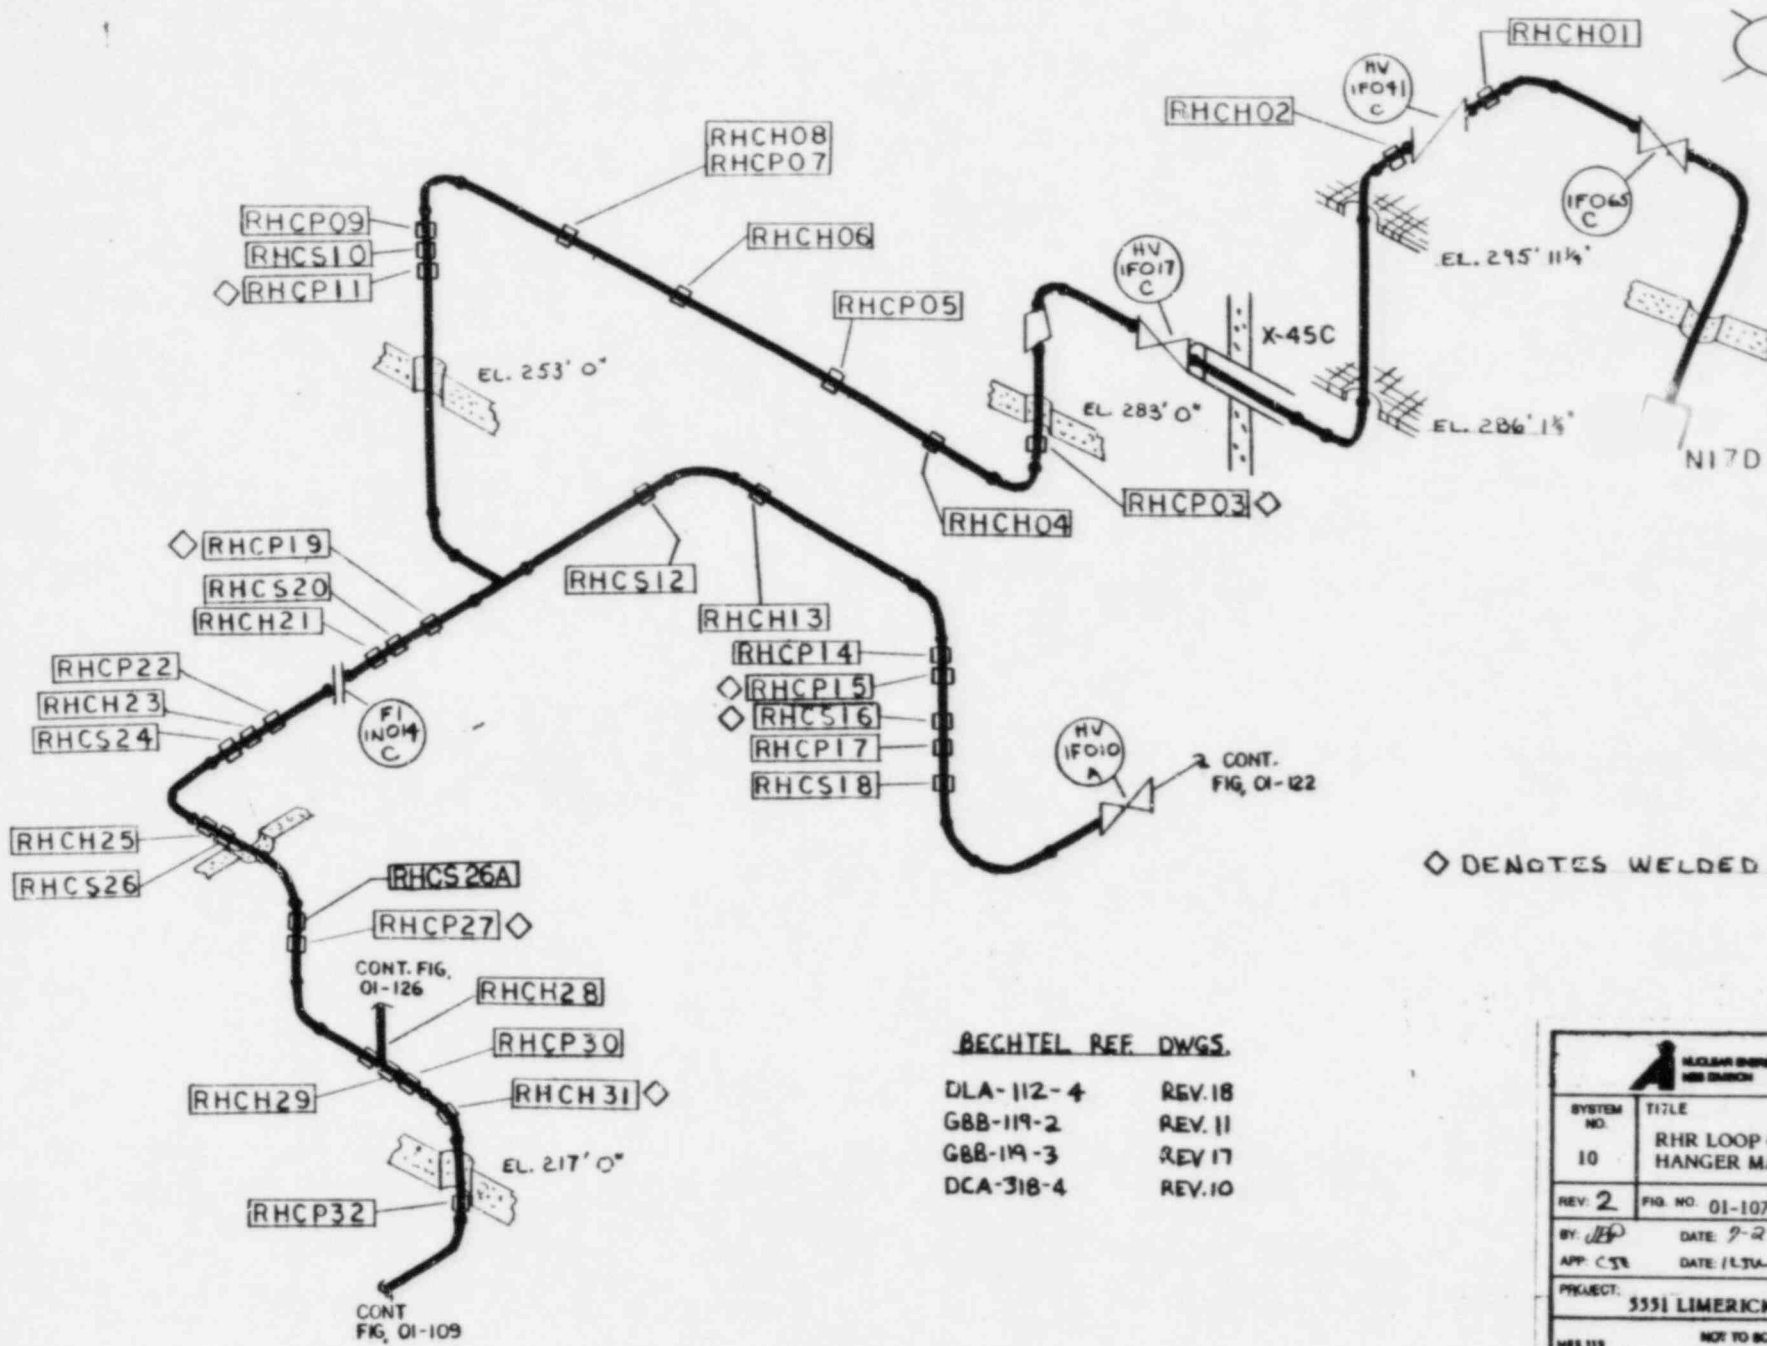 RHCH01
HV
1F041
C
RHCH02
RHCH08
RHCP07
1F065
C
RHCP09
RHCS10
◇ RHCP11
RHCH06
HV
1F017
C
EL. 295' 11¼"
RHCP05
X-45C
EL. 253' 0"
EL. 283' 0"
EL. 286' 1⅝"
N17D
RHCP03 ◇
RHCH04
◇ RHCP19
RHCS20
RHCH21
RHCS12
RHCH13
RHCP22
RHCH23
RHCS24
FI
1N014
C
RHCP14
◇ RHCP15
◇ RHCS16
RHCP17
RHCS18
HV
1F010
A
CONT.
FIG, 01-122
RHCH25
RHCS26
RHCS26A
RHCP27 ◇
◇ DENOTES WELDED
CONT. FIG.
01-126
RHCH28
RHCP30
RHCH29
RHCH31 ◇
EL. 217' 0"
RHCP32
CONT
FIG, 01-109
BECHTEL REF. DWGS.
DLA-112-4 REV.18
GBB-119-2 REV. 11
GBB-119-3 REV 17
DCA-318-4 REV.10
SYSTEM NO.
10
TITLE
RHR LOOP
HANGER
REV: 2 FIG. NO. 01-107
BY: DATE:
APP: DATE:
PROJECT:
5551 LIMERICK
NOT TO